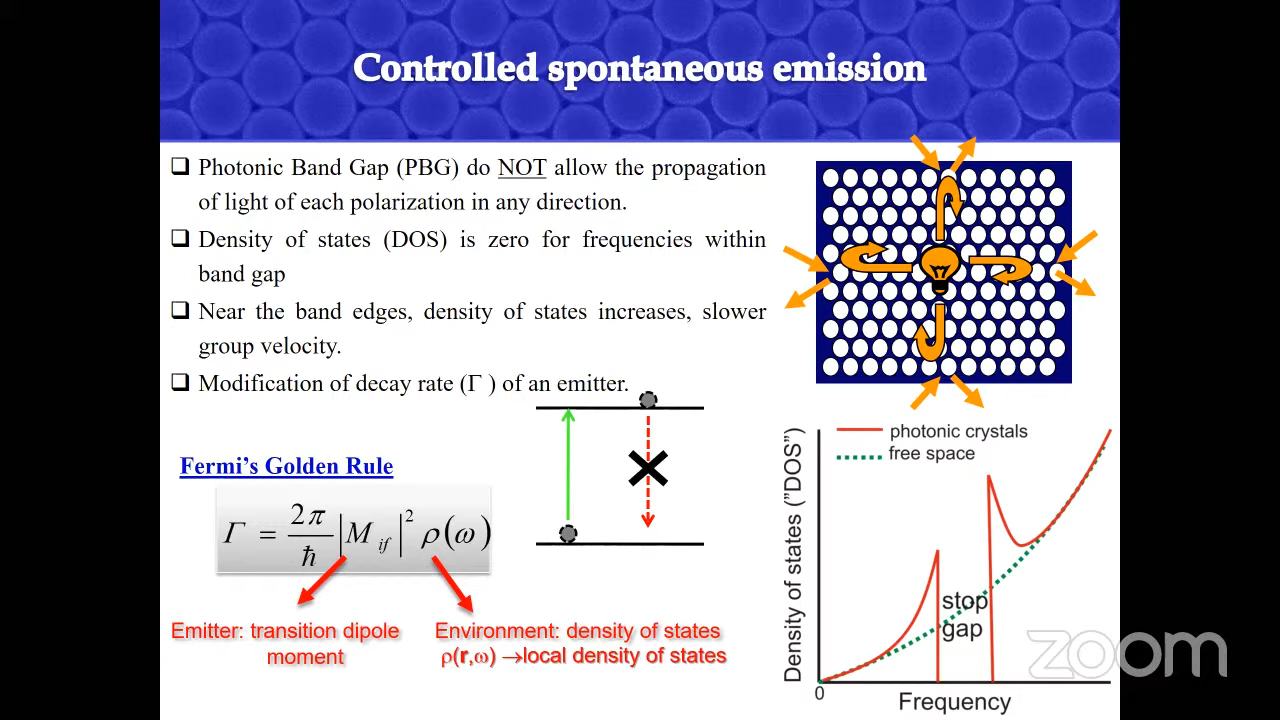 Controlled spontaneous emission
❑ Photonic Band Gap (PBG) do NOT allow the propagation
of light of each polarization in any direction.
❑ Density of states (DOS) is zero for frequencies within
band gap
❑ Near the band edges, density of states increases, slower
group velocity.
❑ Modification of decay rate (Γ ) of an emitter.
Fermi's Golden Rule
Γ = 2π/ħ |M_if|² ρ(ω)
Emitter: transition dipole
moment
Environment: density of states
ρ(r,ω) →local density of states
photonic crystals
free space
Density of states ("DOS")
stop
gap
0
Frequency
zoom